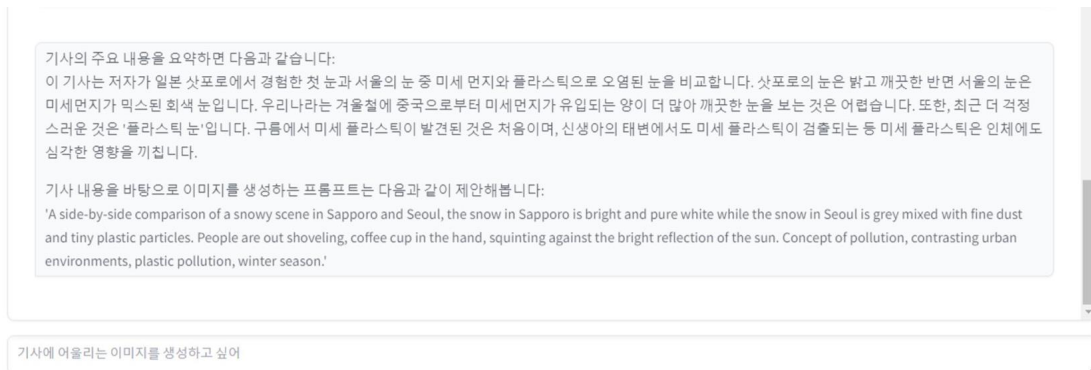 기사의 주요 내용을 요약하면 다음과 같습니다:
이 기사는 저자가 일본 삿포로에서 경험한 첫 눈과 서울의 눈 중 미세 먼지와 플라스틱으로 오염된 눈을 비교합니다. 삿포로의 눈은 밝고 깨끗한 반면 서울의 눈은
미세먼지가 믹스된 회색 눈입니다. 우리나라는 겨울철에 중국으로부터 미세먼지가 유입되는 양이 더 많아 깨끗한 눈을 보는 것은 어렵습니다. 또한, 최근 더 걱정
스러운 것은 '플라스틱 눈'입니다. 구름에서 미세 플라스틱이 발견된 것은 처음이며, 신생아의 태변에서도 미세 플라스틱이 검출되는 등 미세 플라스틱은 인체에도
심각한 영향을 끼칩니다.
기사 내용을 바탕으로 이미지를 생성하는 프롬프트는 다음과 같이 제안해봅니다:
'A side-by-side comparison of a snowy scene in Sapporo and Seoul, the snow in Sapporo is bright and pure white while the snow in Seoul is grey mixed with fine dust
and tiny plastic particles. People are out shoveling, coffee cup in the hand, squinting against the bright reflection of the sun. Concept of pollution, contrasting urban
environments, plastic pollution, winter season.'
기사에 어울리는 이미지를 생성하고 싶어